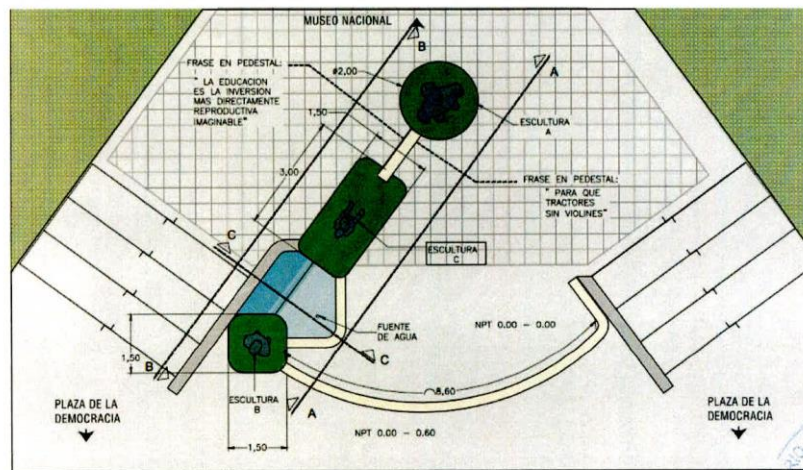 MUSEO NACIONAL
B
A
FRASE EN PEDESTAL:
" LA EDUCACION
ES LA INVERSION
MAS DIRECTAMENTE
REPRODUCTIVA
IMAGINABLE"
ø2,00
1,50
3,00
ESCULTURA
A
FRASE EN PEDESTAL:
" PARA QUE
TRACTORES
SIN VIOLINES"
C
ESCULTURA
C
FUENTE
DE AGUA
NPT 0.00 - 0.00
1,50
B
C
8,60
ESCULTURA
B
A
PLAZA DE LA
DEMOCRACIA
NPT 0.00 - 0.60
PLAZA DE LA
DEMOCRACIA
1,50